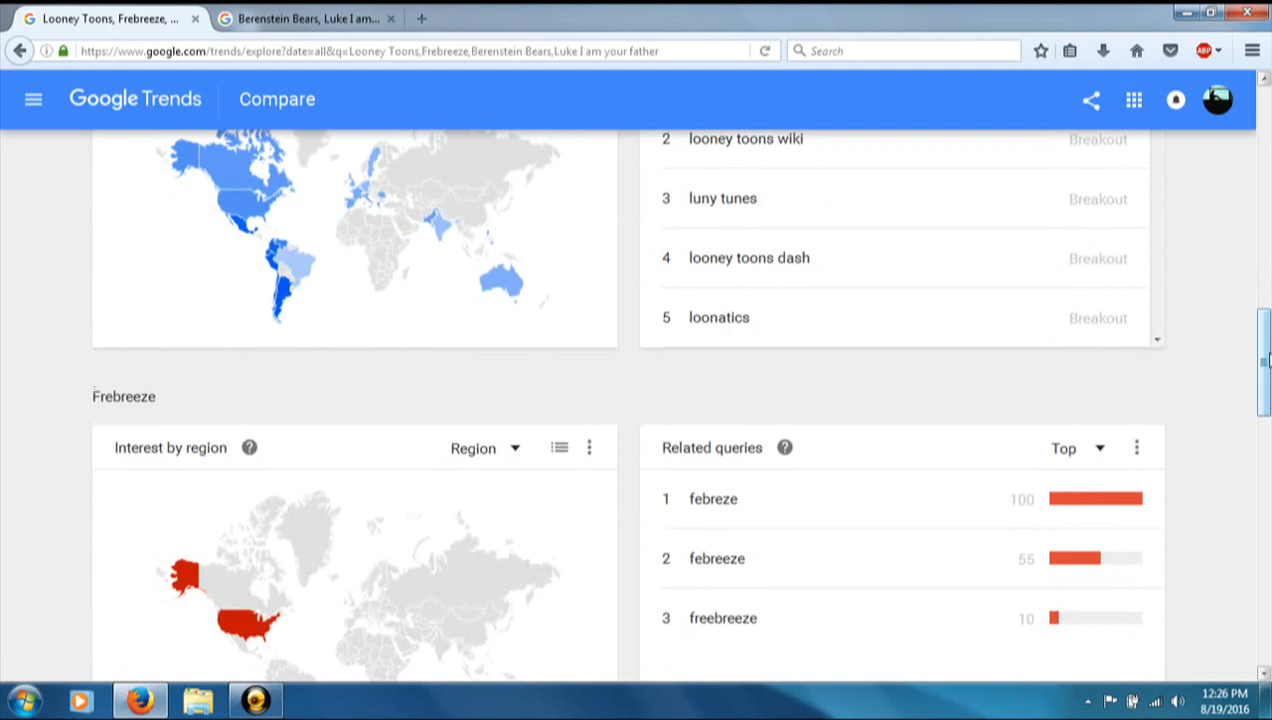 Looney Toons, Frebreeze, ...
Berenstein Bears, Luke I am...
https://www.google.com/trends/explore?date=all&q=Looney Toons,Frebreeze,Berenstein Bears,Luke I am your father
Search
ABP
Google Trends
Compare
2 looney toons wiki Breakout
3 luny tunes Breakout
4 looney toons dash Breakout
5 loonatics Breakout
Frebreeze
Interest by region ?
Region
Related queries ?
Top
1 febreze 100
2 febreeze 55
3 freebreeze 10
12:26 PM
8/19/2016